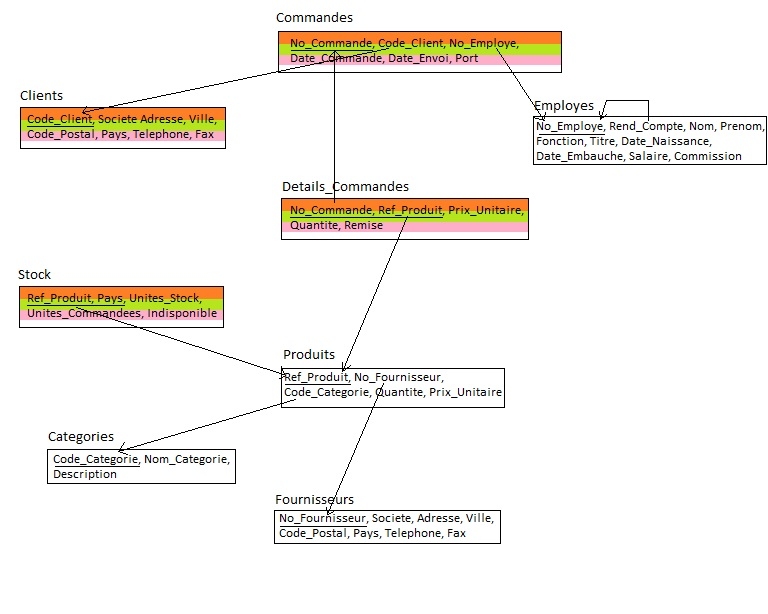 Commandes
No_Commande, Code_Client, No_Employe,
Date_Commande, Date_Envoi, Port
Clients
Code_Client, Societe Adresse, Ville,
Code_Postal, Pays, Telephone, Fax
Employes
No_Employe, Rend_Compte, Nom, Prenom,
Fonction, Titre, Date_Naissance,
Date_Embauche, Salaire, Commission
Details_Commandes
No_Commande, Ref_Produit, Prix_Unitaire,
Quantite, Remise
Stock
Ref_Produit, Pays, Unites_Stock,
Unites_Commandees, Indisponible
Produits
Ref_Produit, No_Fournisseur,
Code_Categorie, Quantite, Prix_Unitaire
Categories
Code_Categorie, Nom_Categorie,
Description
Fournisseurs
No_Fournisseur, Societe, Adresse, Ville,
Code_Postal, Pays, Telephone, Fax